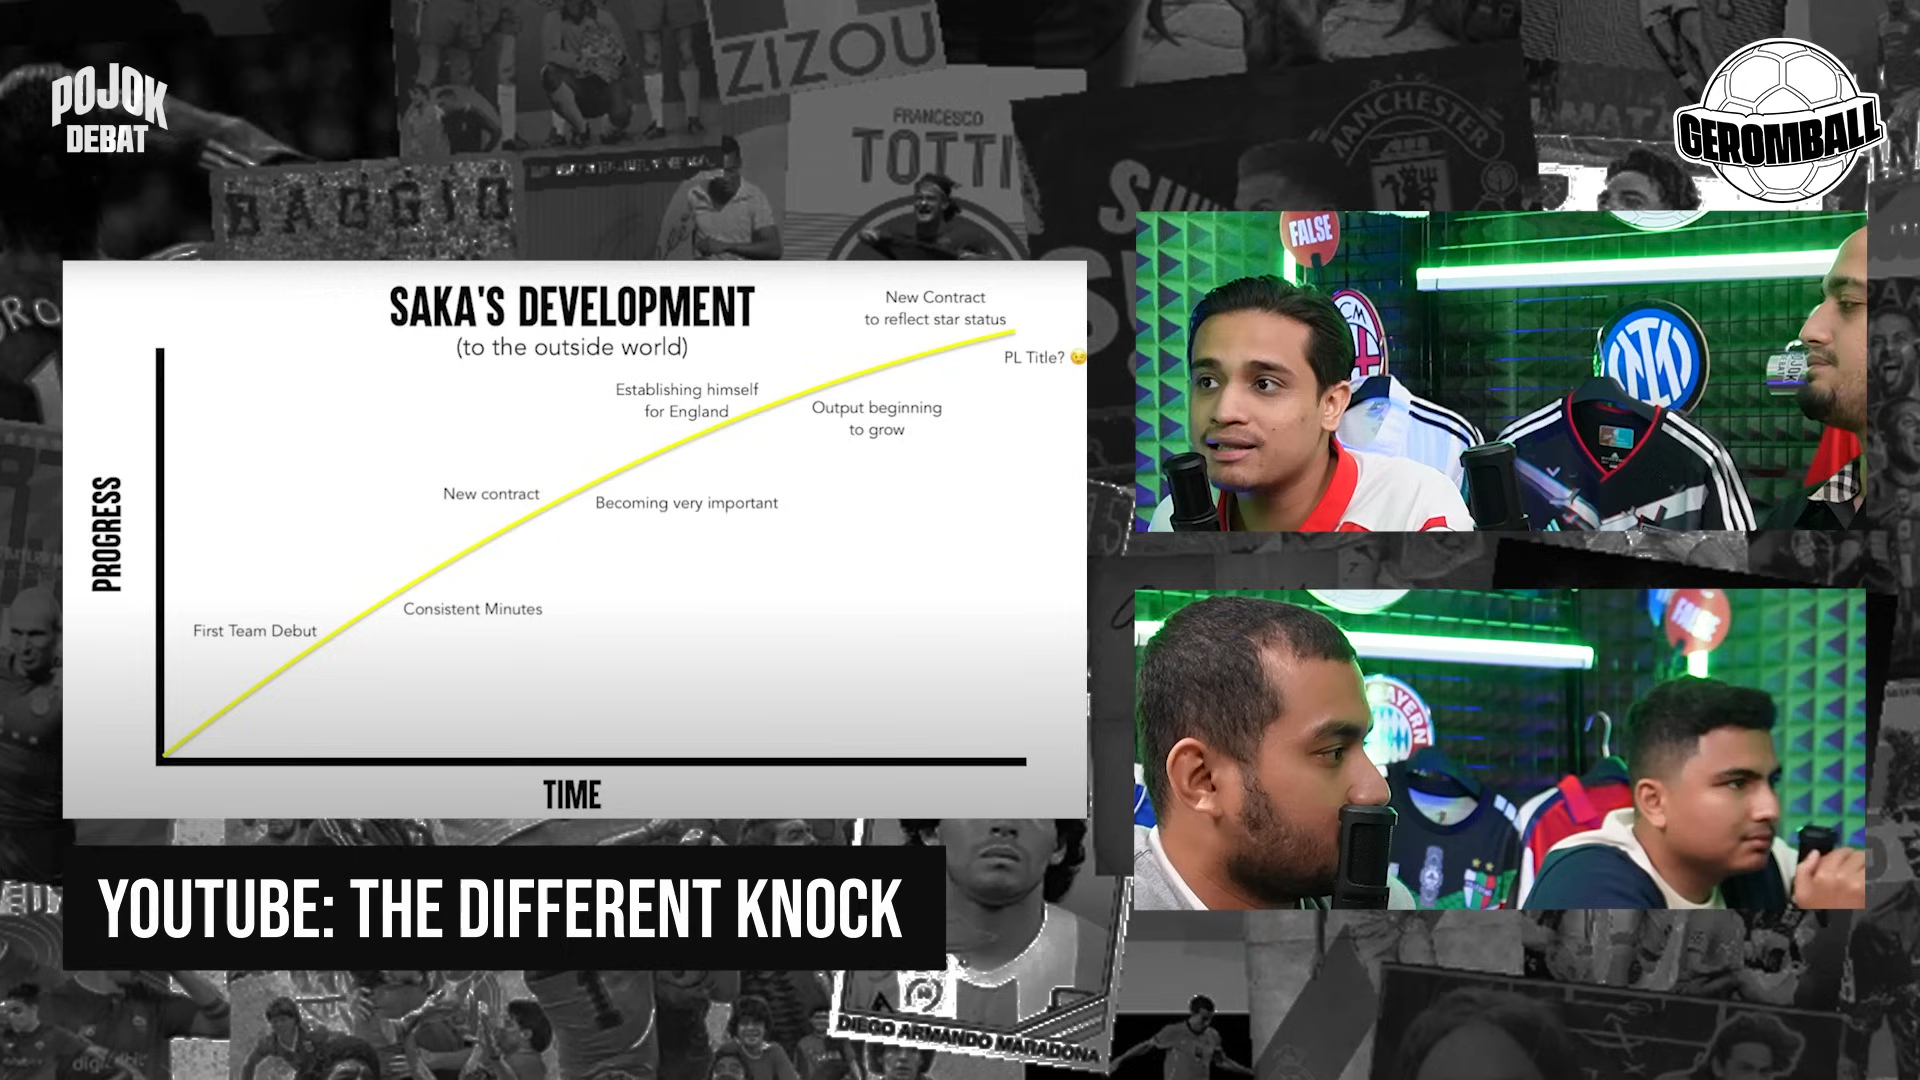 POJOK
DEBAT
ZIZOU
FRANCESCO
TOTTI
MANCHESTER
BAGGIO
GEROMBALL
FALSE
SAKA'S DEVELOPMENT
(to the outside world)
New Contract
to reflect star status
PL Title? 😉
Establishing himself
for England
Output beginning
to grow
New contract
Becoming very important
Consistent Minutes
First Team Debut
PROGRESS
TIME
BAYERN
YOUTUBE: THE DIFFERENT KNOCK
DIEGO ARMANDO MARADONA